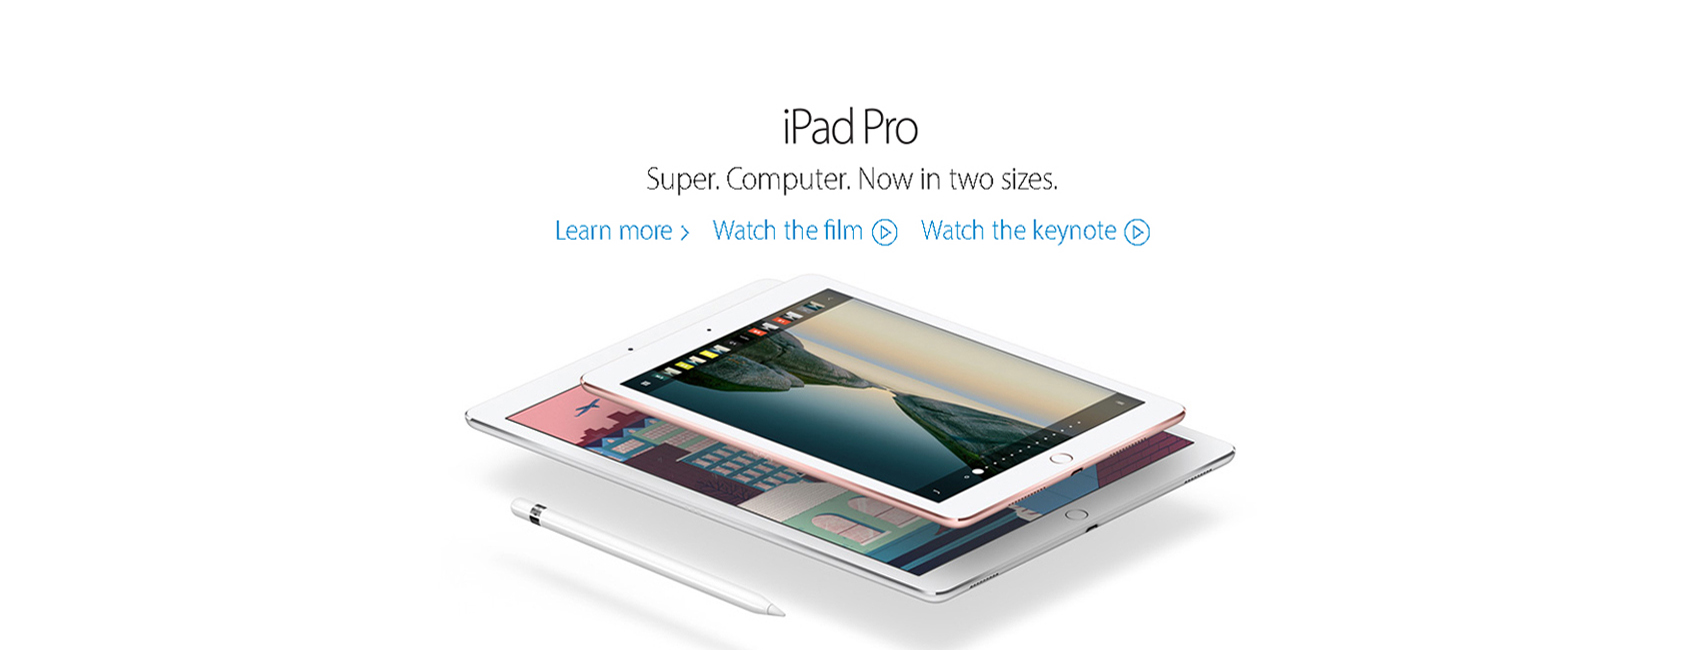 iPad Pro
Super. Computer. Now in two sizes.
Learn more > Watch the film Watch the keynote